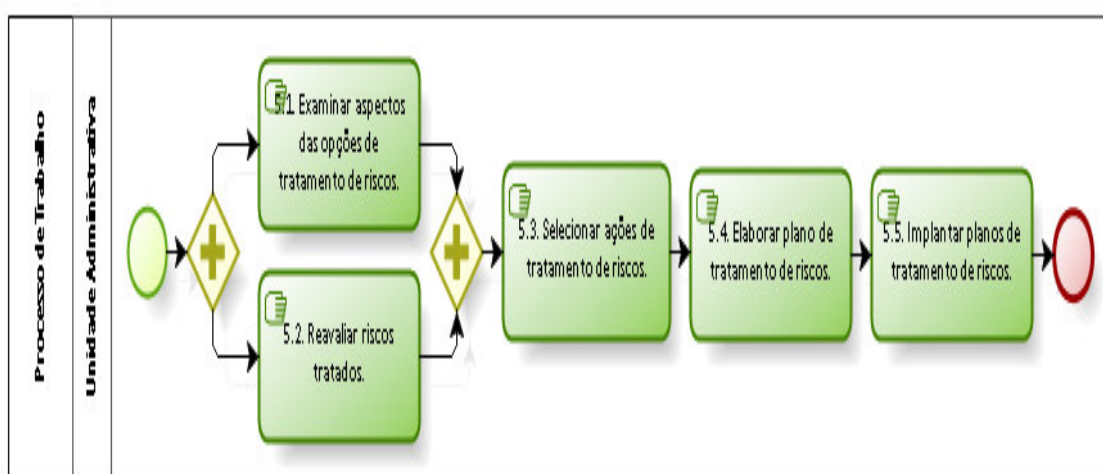 Processo de Trabalho
Unidade Administrativa
5.1. Examinar aspectos
das opções de
tratamento de riscos.
5.2. Reavaliar riscos
tratados.
5.3. Selecionar ações de
tratamento de riscos.
5.4. Elaborar plano de
tratamento de riscos.
5.5. Implantar planos de
tratamento de riscos.